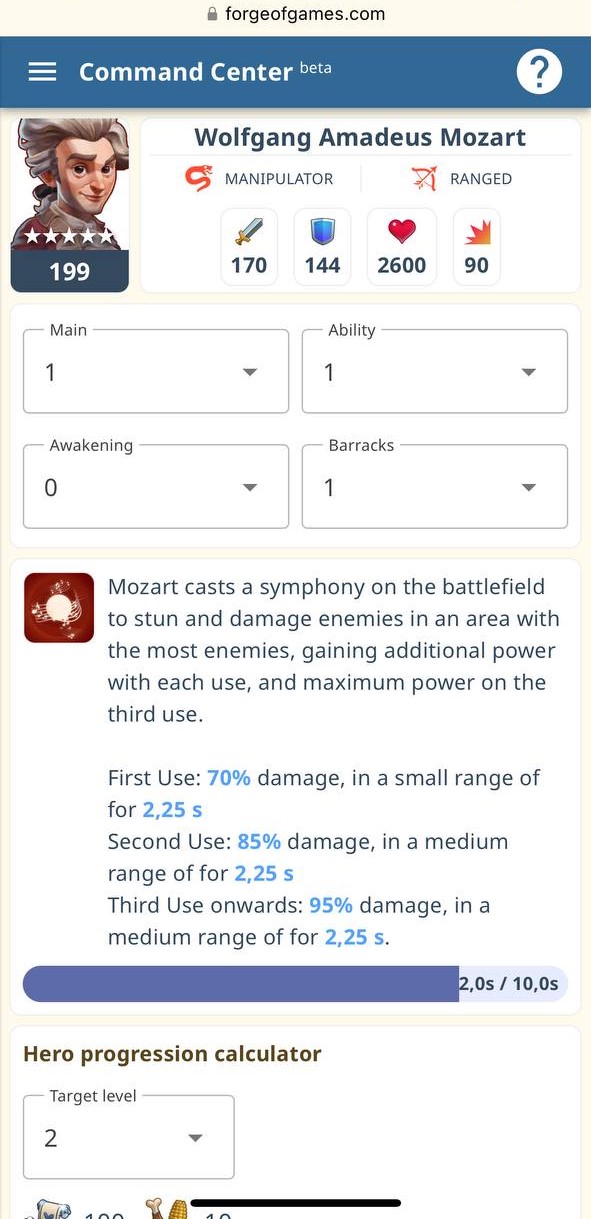 forgeofgames.com
Command Center beta
?
Wolfgang Amadeus Mozart
MANIPULATOR RANGED
199
170 144 2600 90
Main Ability
1 1
Awakening Barracks
0 1
Mozart casts a symphony on the battlefield
to stun and damage enemies in an area with
the most enemies, gaining additional power
with each use, and maximum power on the
third use.
First Use: 70% damage, in a small range of
for 2,25 s
Second Use: 85% damage, in a medium
range of for 2,25 s
Third Use onwards: 95% damage, in a
medium range of for 2,25 s.
2,0s / 10,0s
Hero progression calculator
Target level
2